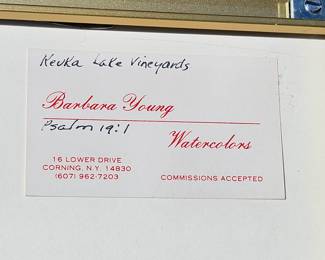 Keuka Lake Vineyards
Barbara Young
Psalm 19:1
Watercolors
16 LOWER DRIVE
CORNING, N.Y. 14830
(607) 962-7203
COMMISSIONS ACCEPTED